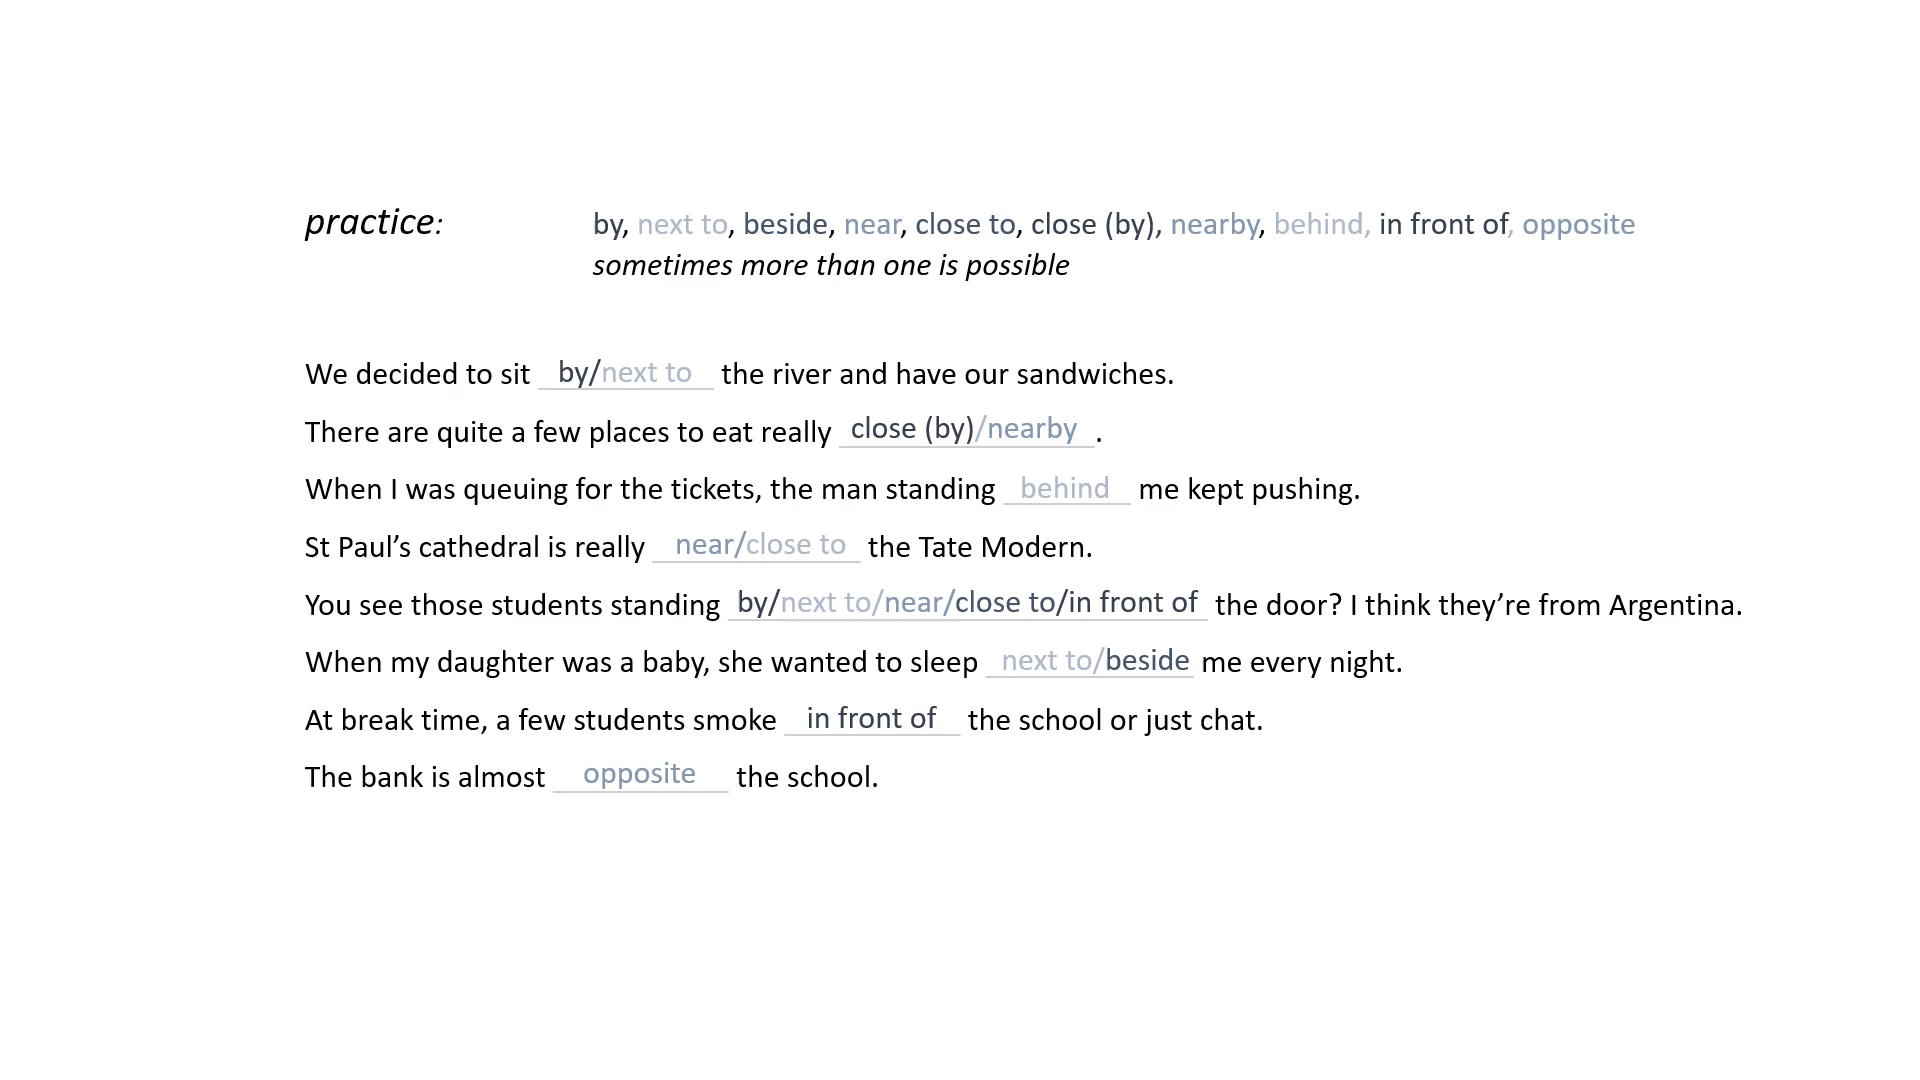 practice: by, next to, beside, near, close to, close (by), nearby, behind, in front of, opposite
sometimes more than one is possible
We decided to sit by/next to the river and have our sandwiches.
There are quite a few places to eat really close (by)/nearby.
When I was queuing for the tickets, the man standing behind me kept pushing.
St Paul’s cathedral is really near/close to the Tate Modern.
You see those students standing by/next to/near/close to/in front of the door? I think they’re from Argentina.
When my daughter was a baby, she wanted to sleep next to/beside me every night.
At break time, a few students smoke in front of the school or just chat.
The bank is almost opposite the school.